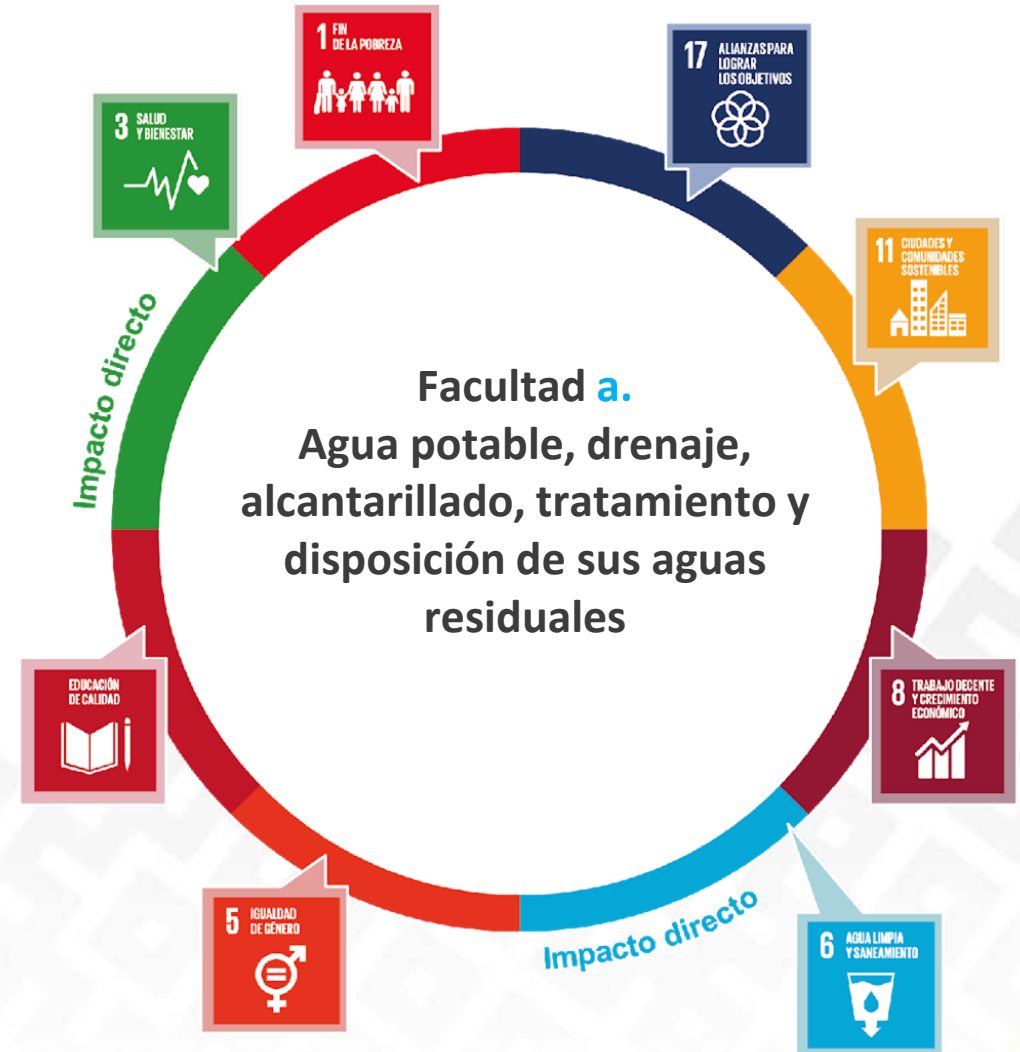 1 FIN
DE LA POBREZA
17 ALIANZAS PARA
LOGRAR
LOS OBJETIVOS
3 SALUD
Y BIENESTAR
11 CIUDADES Y
COMUNIDADES
SOSTENIBLES
Impacto directo
Facultad a.
Agua potable, drenaje,
alcantarillado, tratamiento y
disposición de sus aguas
residuales
EDUCACIÓN
DE CALIDAD
8 TRABAJO DECENTE
Y CRECIMIENTO
ECONÓMICO
5 IGUALDAD
DE GÉNERO
Impacto directo
6 AGUA LIMPIA
Y SANEAMIENTO